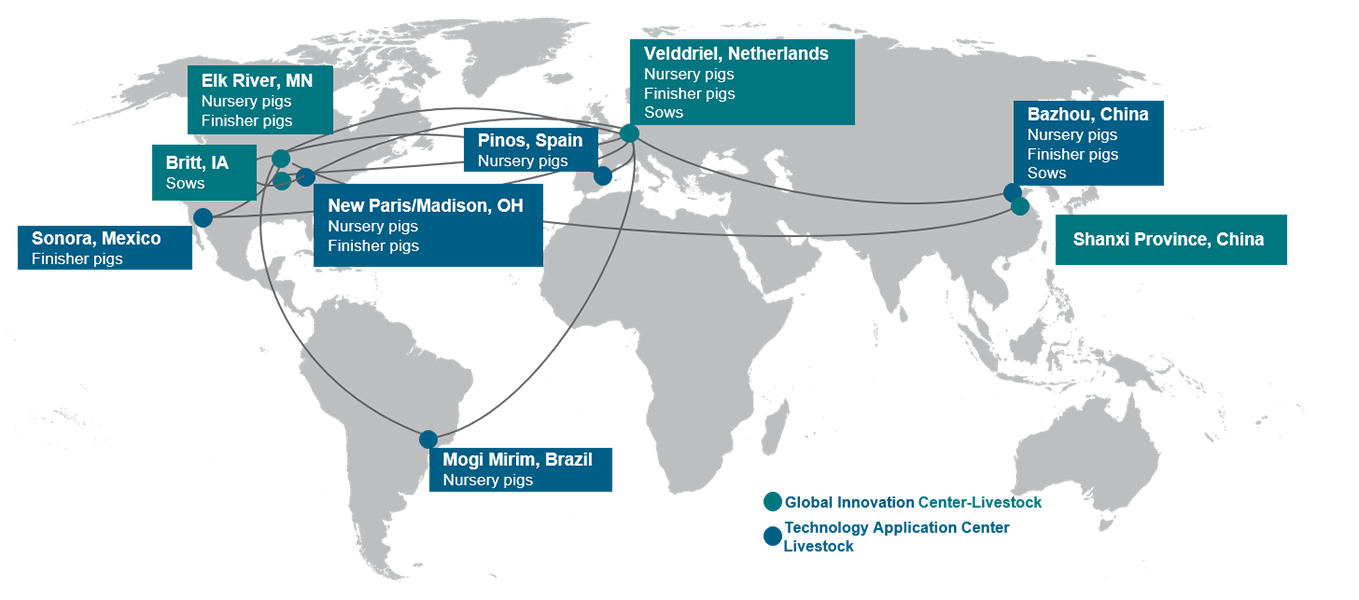 Elk River, MN
Nursery pigs
Finisher pigs
Britt, IA
Sows
Sonora, Mexico
Finisher pigs
New Paris/Madison, OH
Nursery pigs
Finisher pigs
Pinos, Spain
Nursery pigs
Velddriel, Netherlands
Nursery pigs
Finisher pigs
Sows
Bazhou, China
Nursery pigs
Finisher pigs
Sows
Shanxi Province, China
Mogi Mirim, Brazil
Nursery pigs
Global Innovation Center-Livestock
Technology Application Center
Livestock